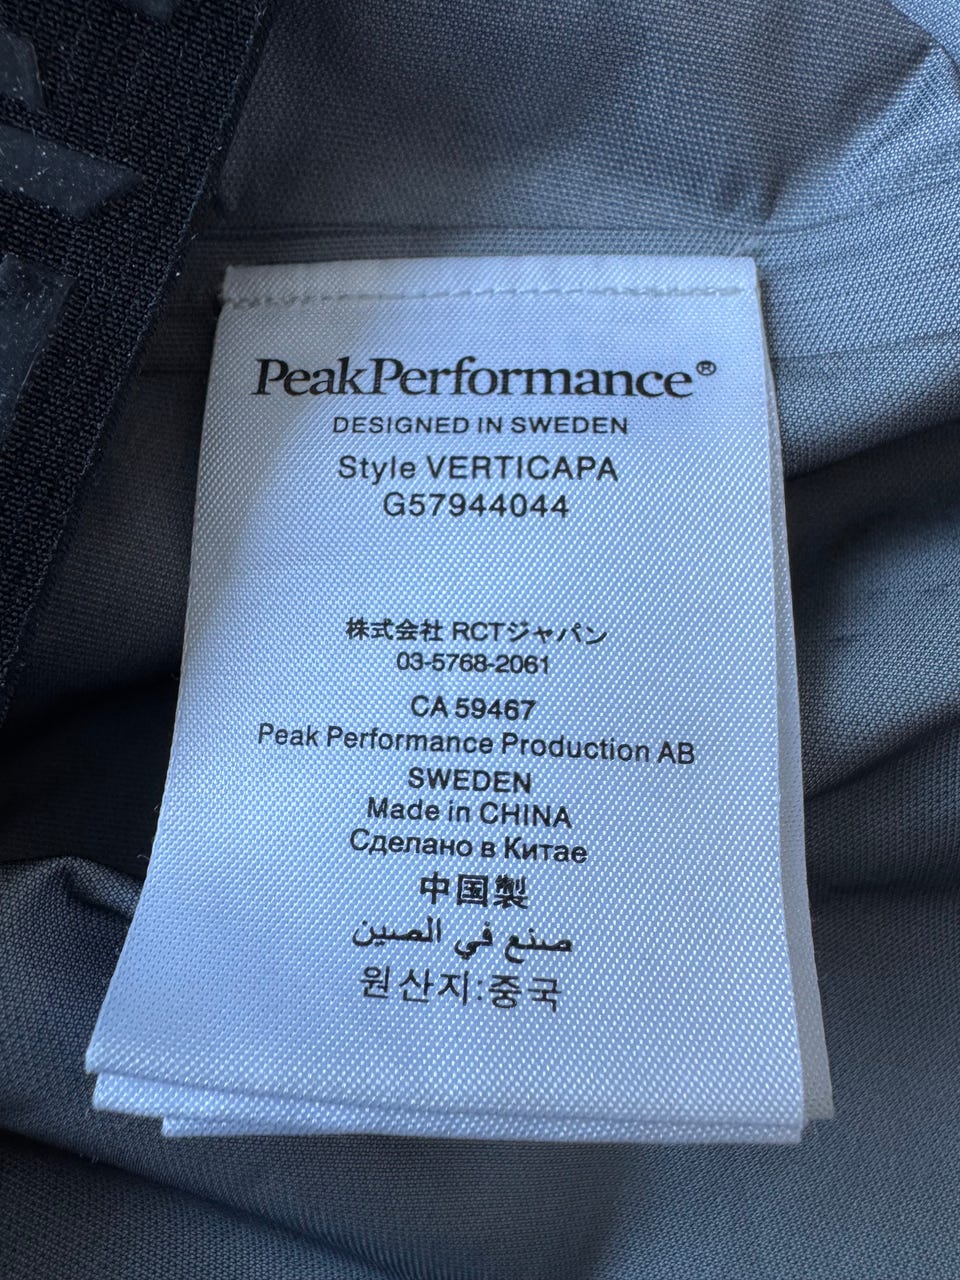 PeakPerformance®
DESIGNED IN SWEDEN
Style VERTICAPA
G57944044
株式会社 RCTジャパン
03-5768-2061
CA 59467
Peak Performance Production AB
SWEDEN
Made in CHINA
Сделано в Китае
中国製
صنع في الصين
원산지:중국